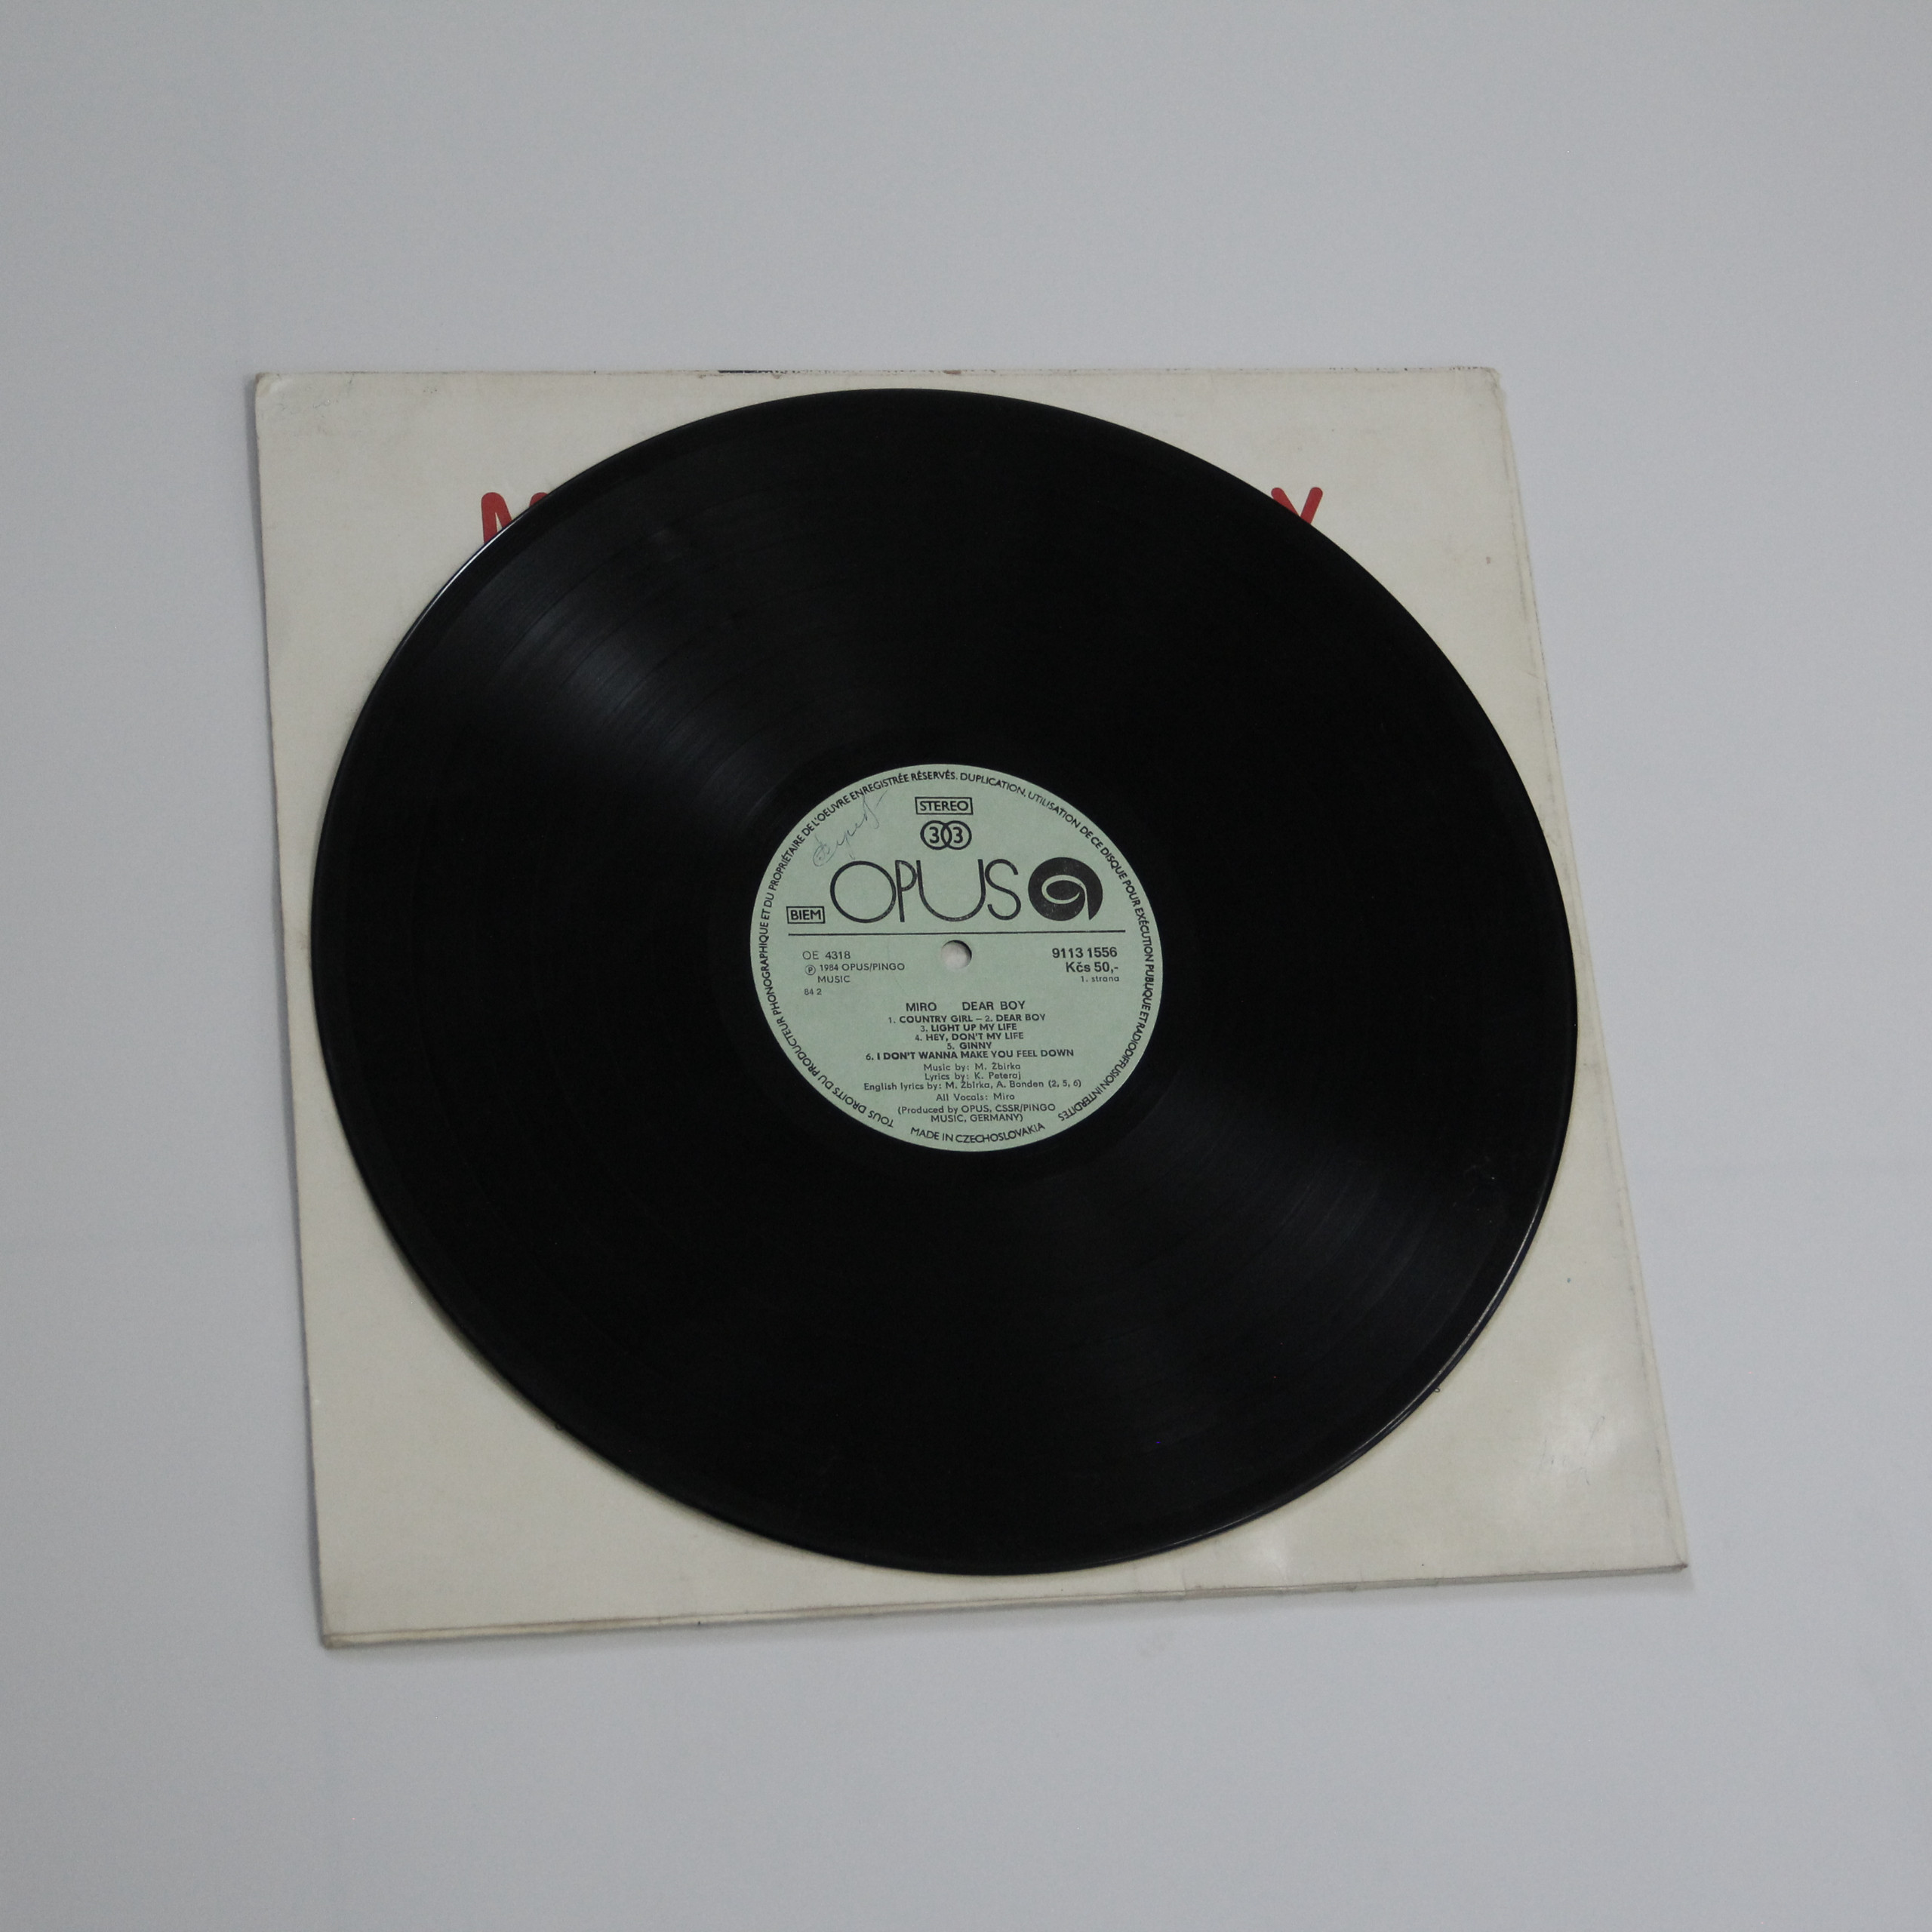 STEREO
33
OPUS
BIEM
OE 4318
Ⓟ 1984 OPUS/PINGO
MUSIC
84 2
9113 1556
Kčs 50,-
1. strana
MIRO DEAR BOY
1. COUNTRY GIRL – 2. DEAR BOY
3. LIGHT UP MY LIFE
4. HEY, DON'T MY LIFE
5. GINNY
6. I DON'T WANNA MAKE YOU FEEL DOWN
Music by: M. Žbirka
Lyrics by: K. Peteraj
English lyrics by: M. Žbirka, A. Bonden (2, 5, 6)
All Vocals: Miro
(Produced by OPUS, CSSR/PINGO
MUSIC, GERMANY)
TOUS DROITS DU PRODUCTEUR PHONOGRAPHIQUE ET DU PROPRIÉTAIRE DE L'OEUVRE ENREGISTRÉE RÉSERVÉS. DUPLICATION, UTILISATION DE CE DISQUE POUR EXÉCUTION PUBLIQUE ET RADIODIFFUSION INTERDITES
MADE IN CZECHOSLOVAKIA